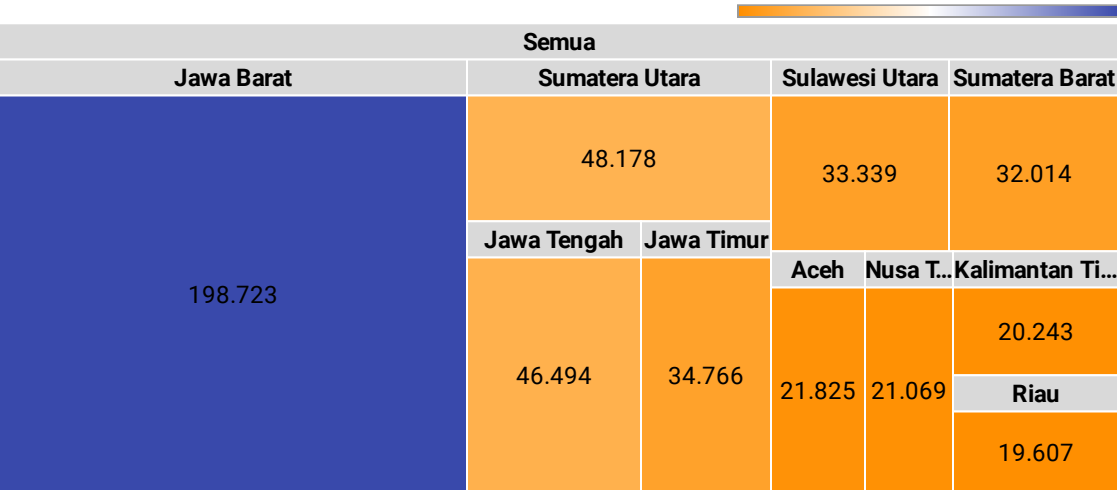 Semua
Jawa Barat
198.723
Sumatera Utara
48.178
Jawa Tengah
46.494
Jawa Timur
34.766
Sulawesi Utara
33.339
Sumatera Barat
32.014
Aceh
21.825
Nusa T...
21.069
Kalimantan Ti...
20.243
Riau
19.607